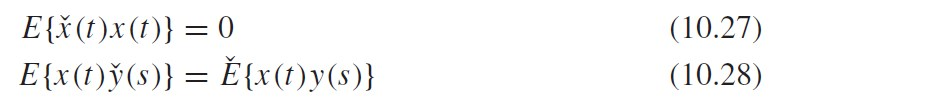 E{x̌(t)x(t)} = 0 (10.27)
E{x(t)y̌(s)} = Ě{x(t)y(s)} (10.28)